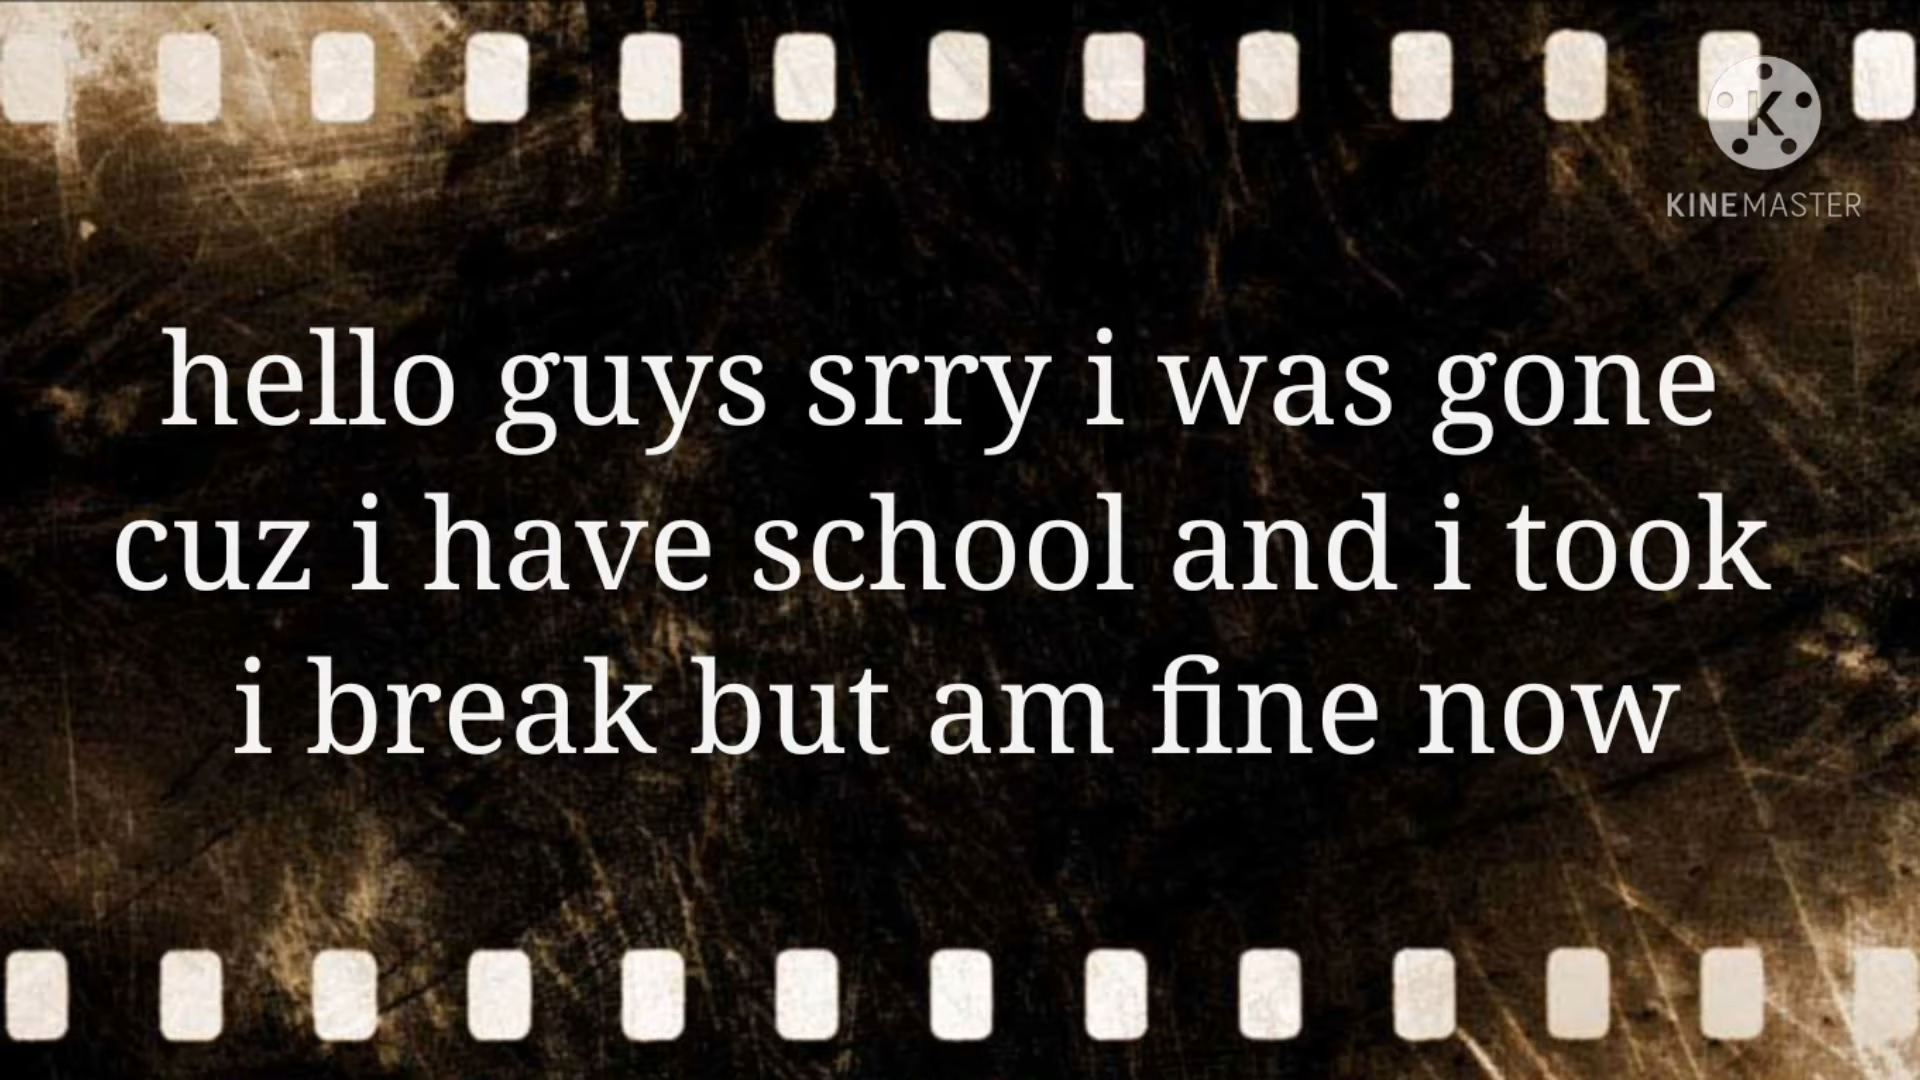 K
KINEMASTER
hello guys srry i was gone
cuz i have school and i took
i break but am fine now